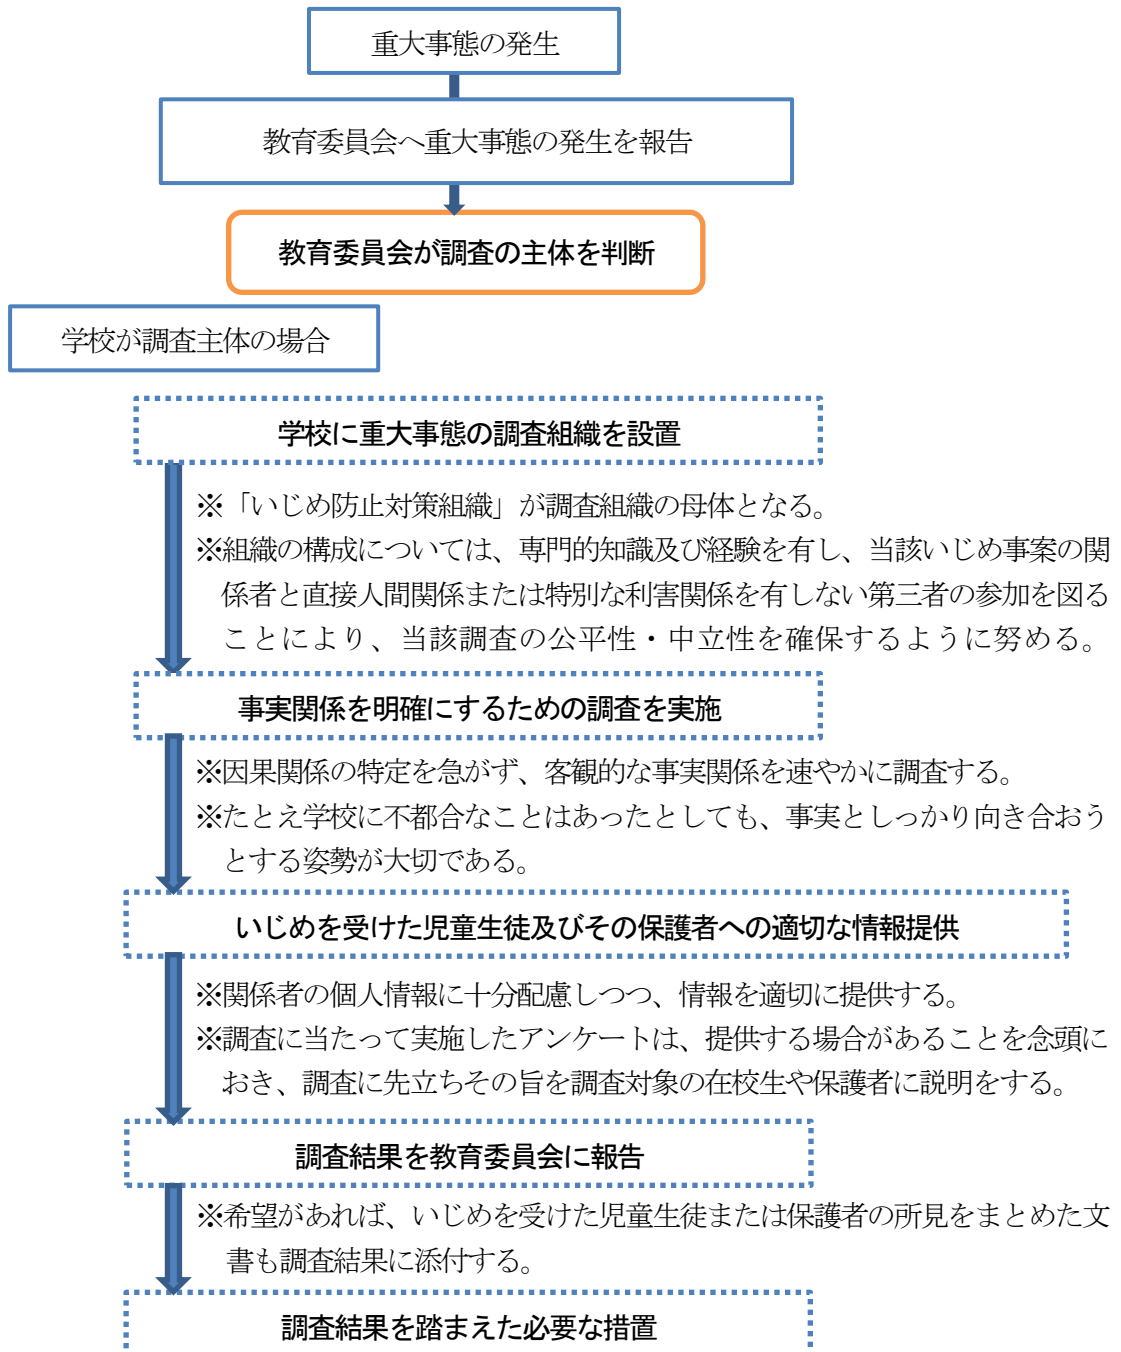 重大事態の発生
教育委員会へ重大事態の発生を報告
教育委員会が調査の主体を判断
学校が調査主体の場合
学校に重大事態の調査組織を設置
※「いじめ防止対策組織」が調査組織の母体となる。
※組織の構成については、専門的知識及び経験を有し、当該いじめ事案の関
係者と直接人間関係または特別な利害関係を有しない第三者の参加を図る
ことにより、当該調査の公平性・中立性を確保するように努める。
事実関係を明確にするための調査を実施
※因果関係の特定を急がず、客観的な事実関係を速やかに調査する。
※たとえ学校に不都合なことはあったとしても、事実としっかり向き合おう
とする姿勢が大切である。
いじめを受けた児童生徒及びその保護者への適切な情報提供
※関係者の個人情報に十分配慮しつつ、情報を適切に提供する。
※調査に当たって実施したアンケートは、提供する場合があることを念頭に
おき、調査に先立ちその旨を調査対象の在校生や保護者に説明をする。
調査結果を教育委員会に報告
※希望があれば、いじめを受けた児童生徒または保護者の所見をまとめた文
書も調査結果に添付する。
調査結果を踏まえた必要な措置